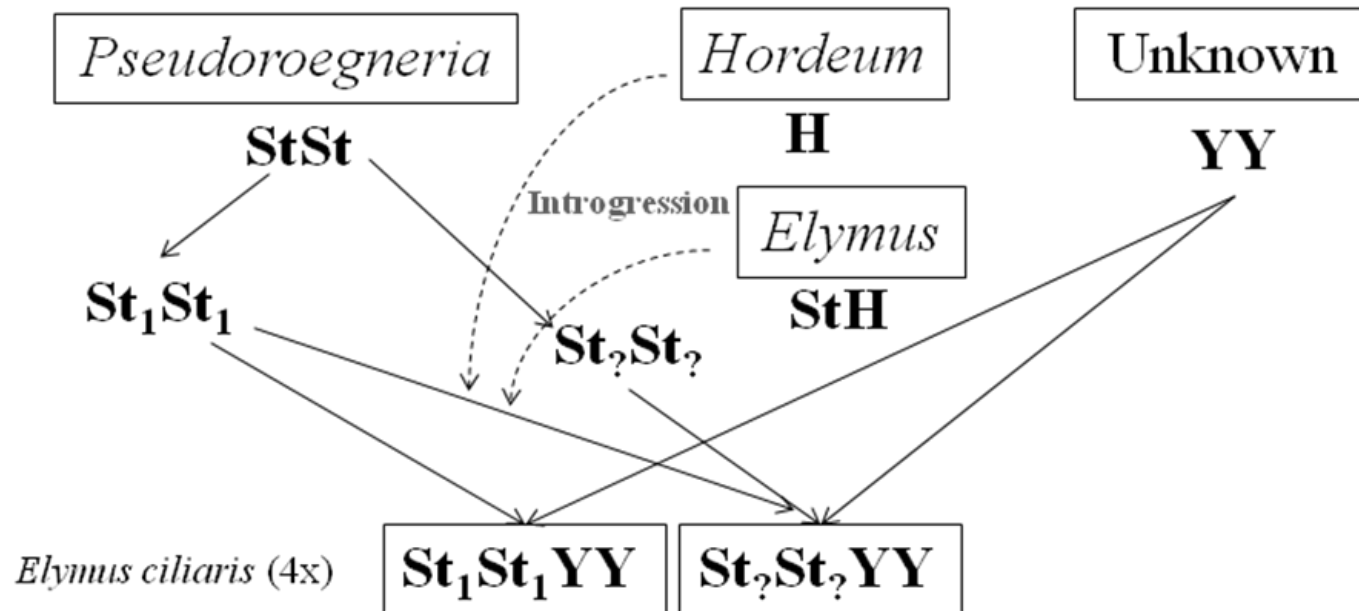 Pseudoroegneria
Hordeum
Unknown
StSt
H
YY
Introgression
Elymus
StH
St₁St₁
St?St?
Elymus ciliaris (4x)
St₁St₁YY
St?St?YY